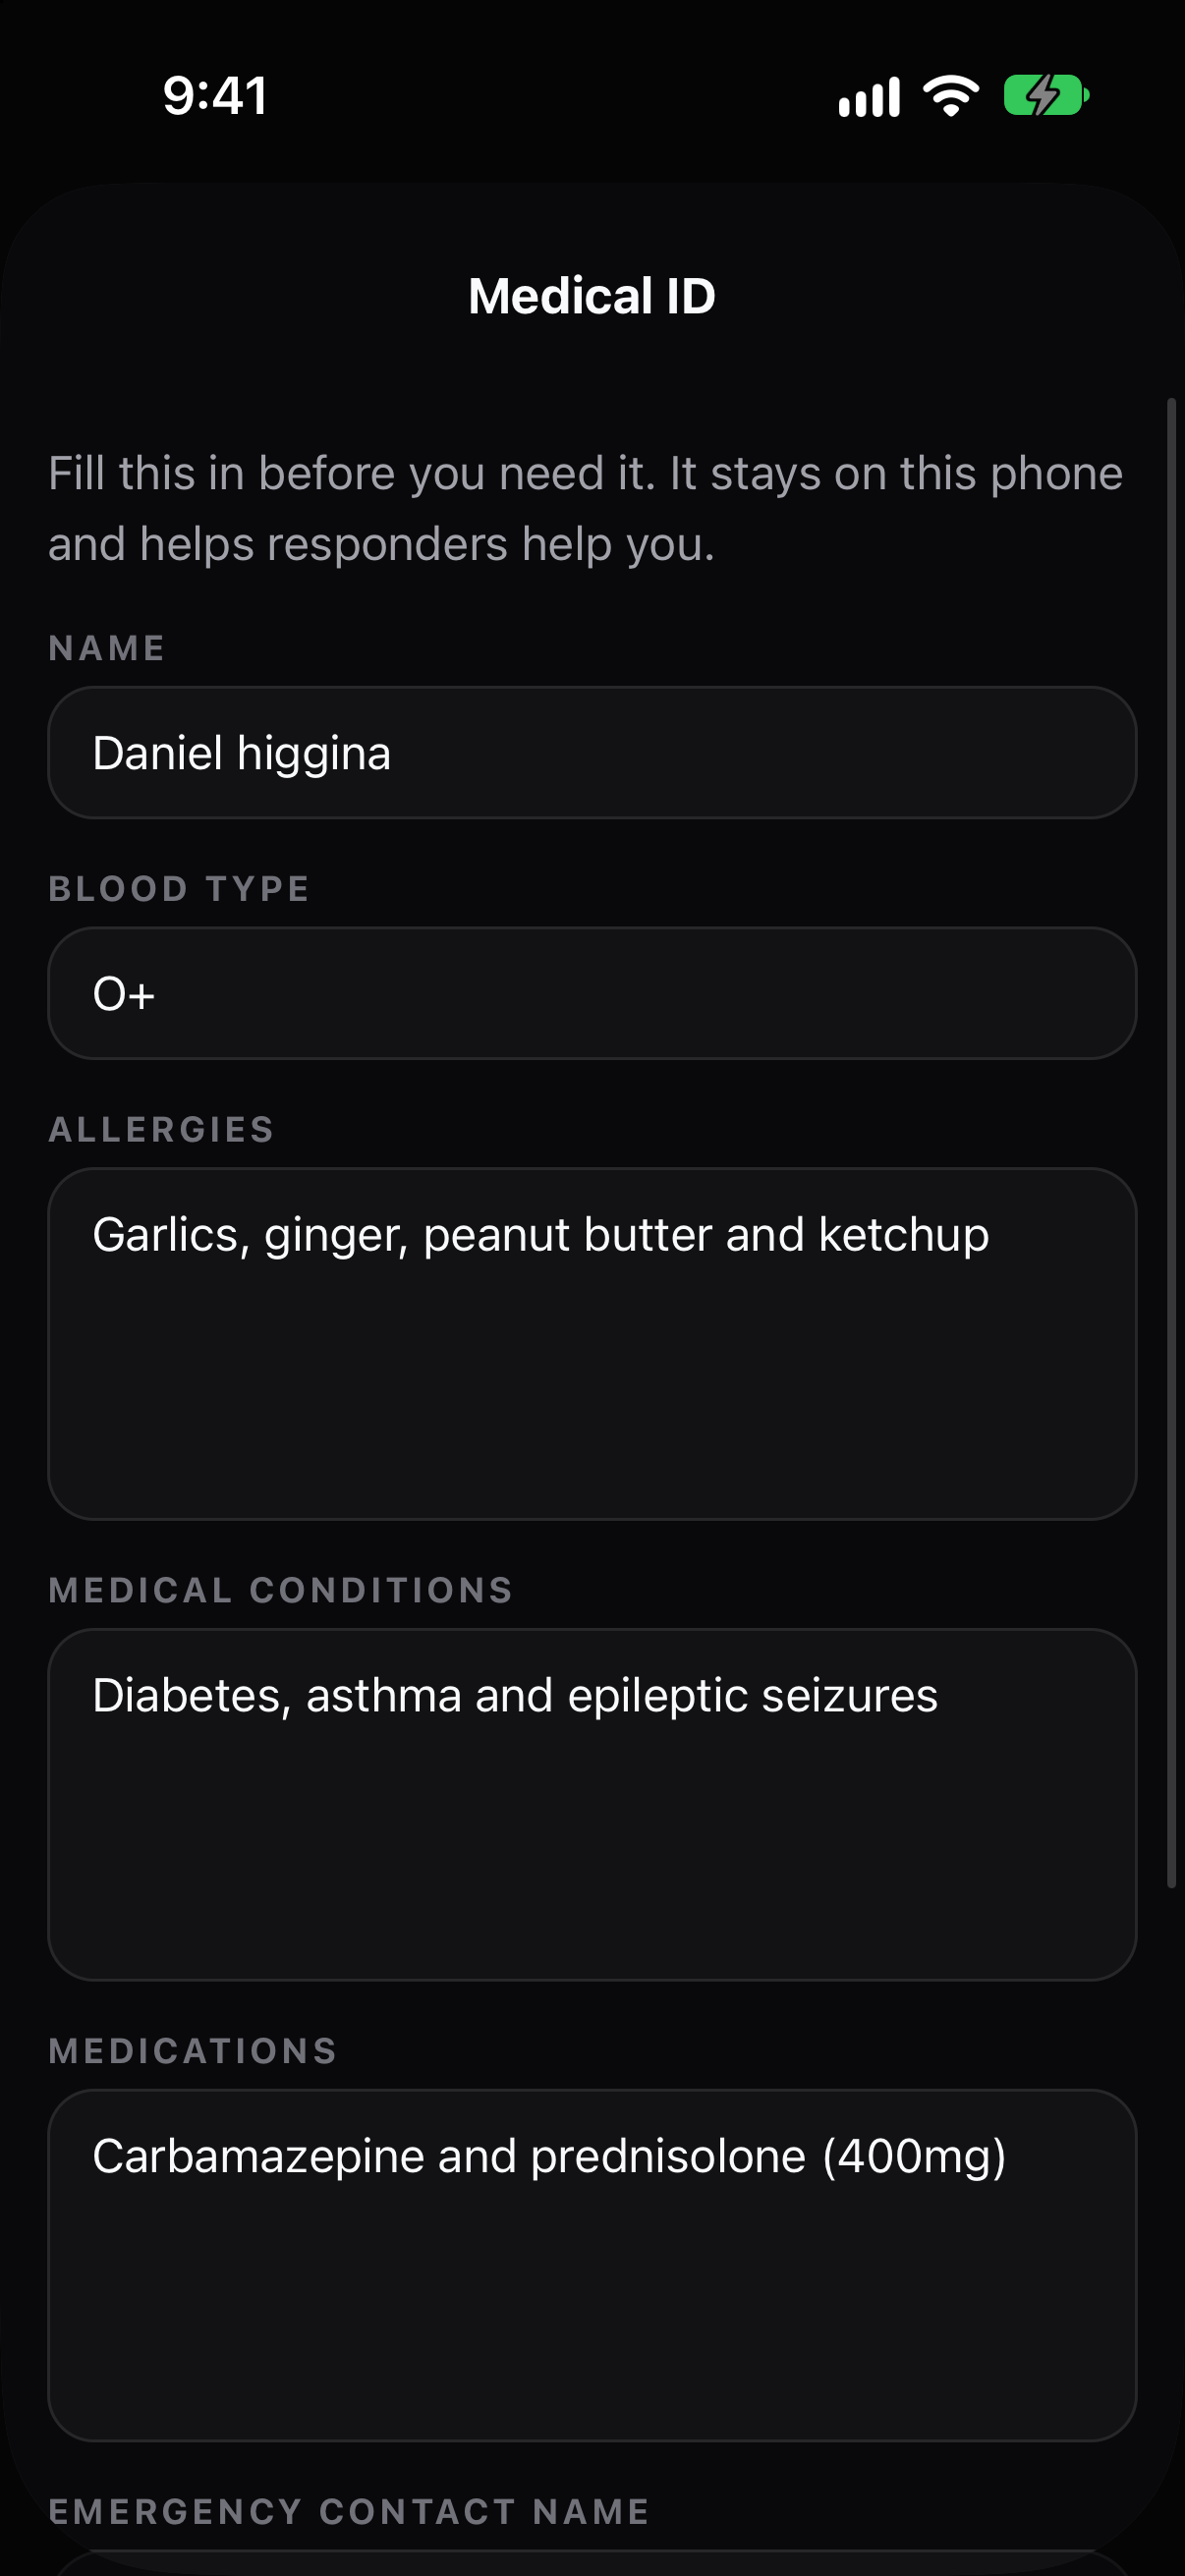 9:41
Medical ID
Fill this in before you need it. It stays on this phone
and helps responders help you.
NAME
Daniel higgina
BLOOD TYPE
O+
ALLERGIES
Garlics, ginger, peanut butter and ketchup
MEDICAL CONDITIONS
Diabetes, asthma and epileptic seizures
MEDICATIONS
Carbamazepine and prednisolone (400mg)
EMERGENCY CONTACT NAME